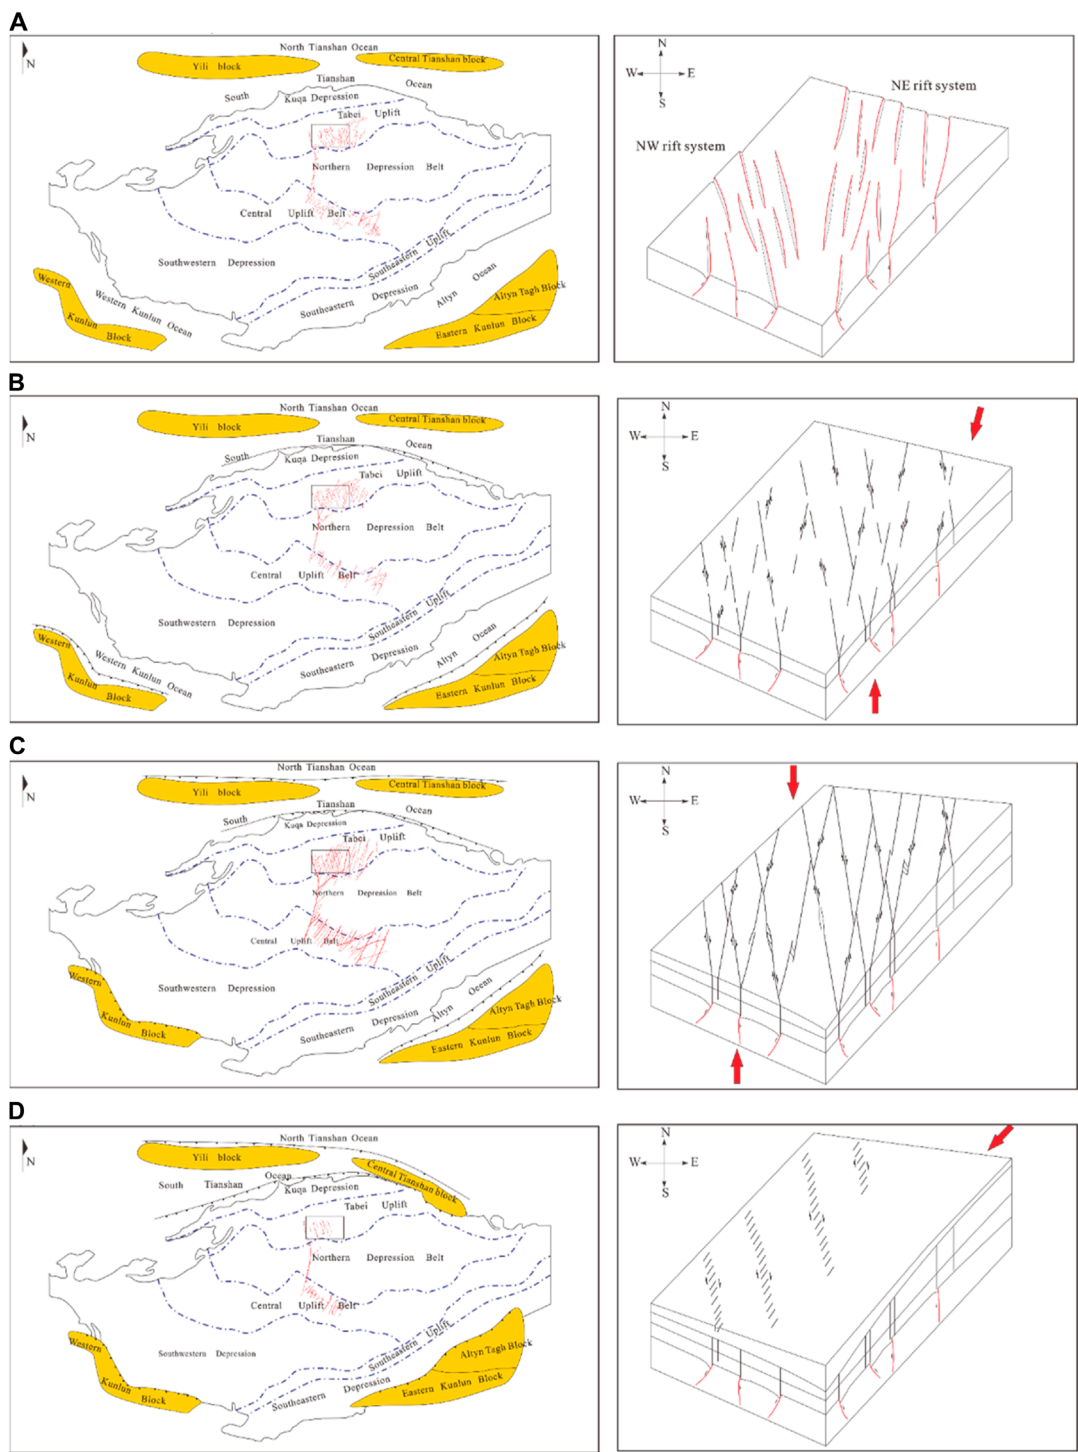 A
North Tianshan Ocean
Yili block
Central Tianshan block
N
Tianshan
South
Kuqa Depression
Ocean
Tabei Uplift
Northern Depression Belt
Central Uplift Belt
Southwestern Depression
Southeastern Uplift
Southeastern Depression
Altyn Ocean
Altyn Tagh Block
Eastern Kunlun Block
Western Kunlun Block
Western Kunlun Ocean
N
W E
S
NE rift system
NW rift system
B
North Tianshan Ocean
Yili block
Central Tianshan block
N
Tianshan
South
Kuqa Depression
Ocean
Tabei Uplift
Northern Depression Belt
Central Uplift Belt
Southwestern Depression
Southeastern Uplift
Southeastern Depression
Altyn Ocean
Altyn Tagh Block
Eastern Kunlun Block
Western Kunlun Block
Western Kunlun Ocean
N
W E
S
C
North Tianshan Ocean
Yili block
Central Tianshan block
N
Tianshan
South
Kuqa Depression
Ocean
Tabei Uplift
Northern Depression Belt
Central Uplift Belt
Southwestern Depression
Southeastern Uplift
Southeastern Depression
Altyn Ocean
Altyn Tagh Block
Eastern Kunlun Block
Western Kunlun Block
N
W E
S
D
North Tianshan Ocean
Yili block
Central Tianshan block
N
South Tianshan Ocean
Kuqa Depression
Tabei Uplift
Northern Depression Belt
Central Uplift Belt
Southwestern Depression
Southeastern Uplift
Southeastern Depression
Altyn Tagh Block
Eastern Kunlun Block
Western Kunlun Block
N
W E
S